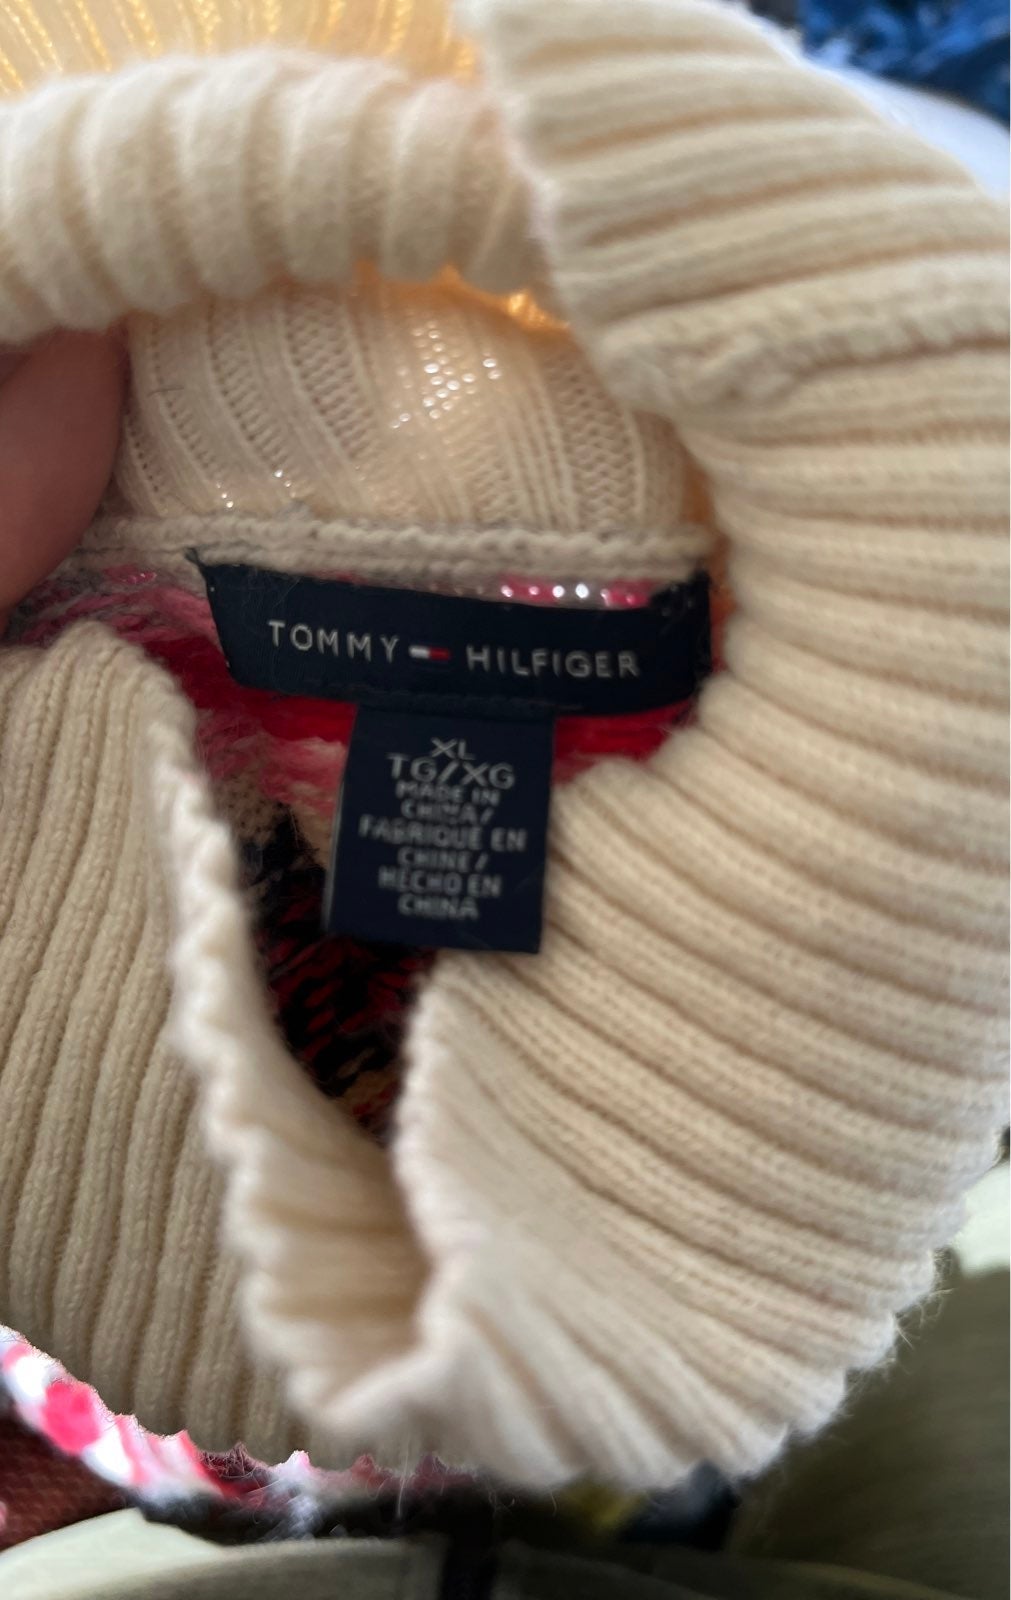 TOMMY HILFIGER
XL
TG/XG
MADE IN
CHINA/
FABRIQUÉ EN
CHINE/
HECHO EN
CHINA